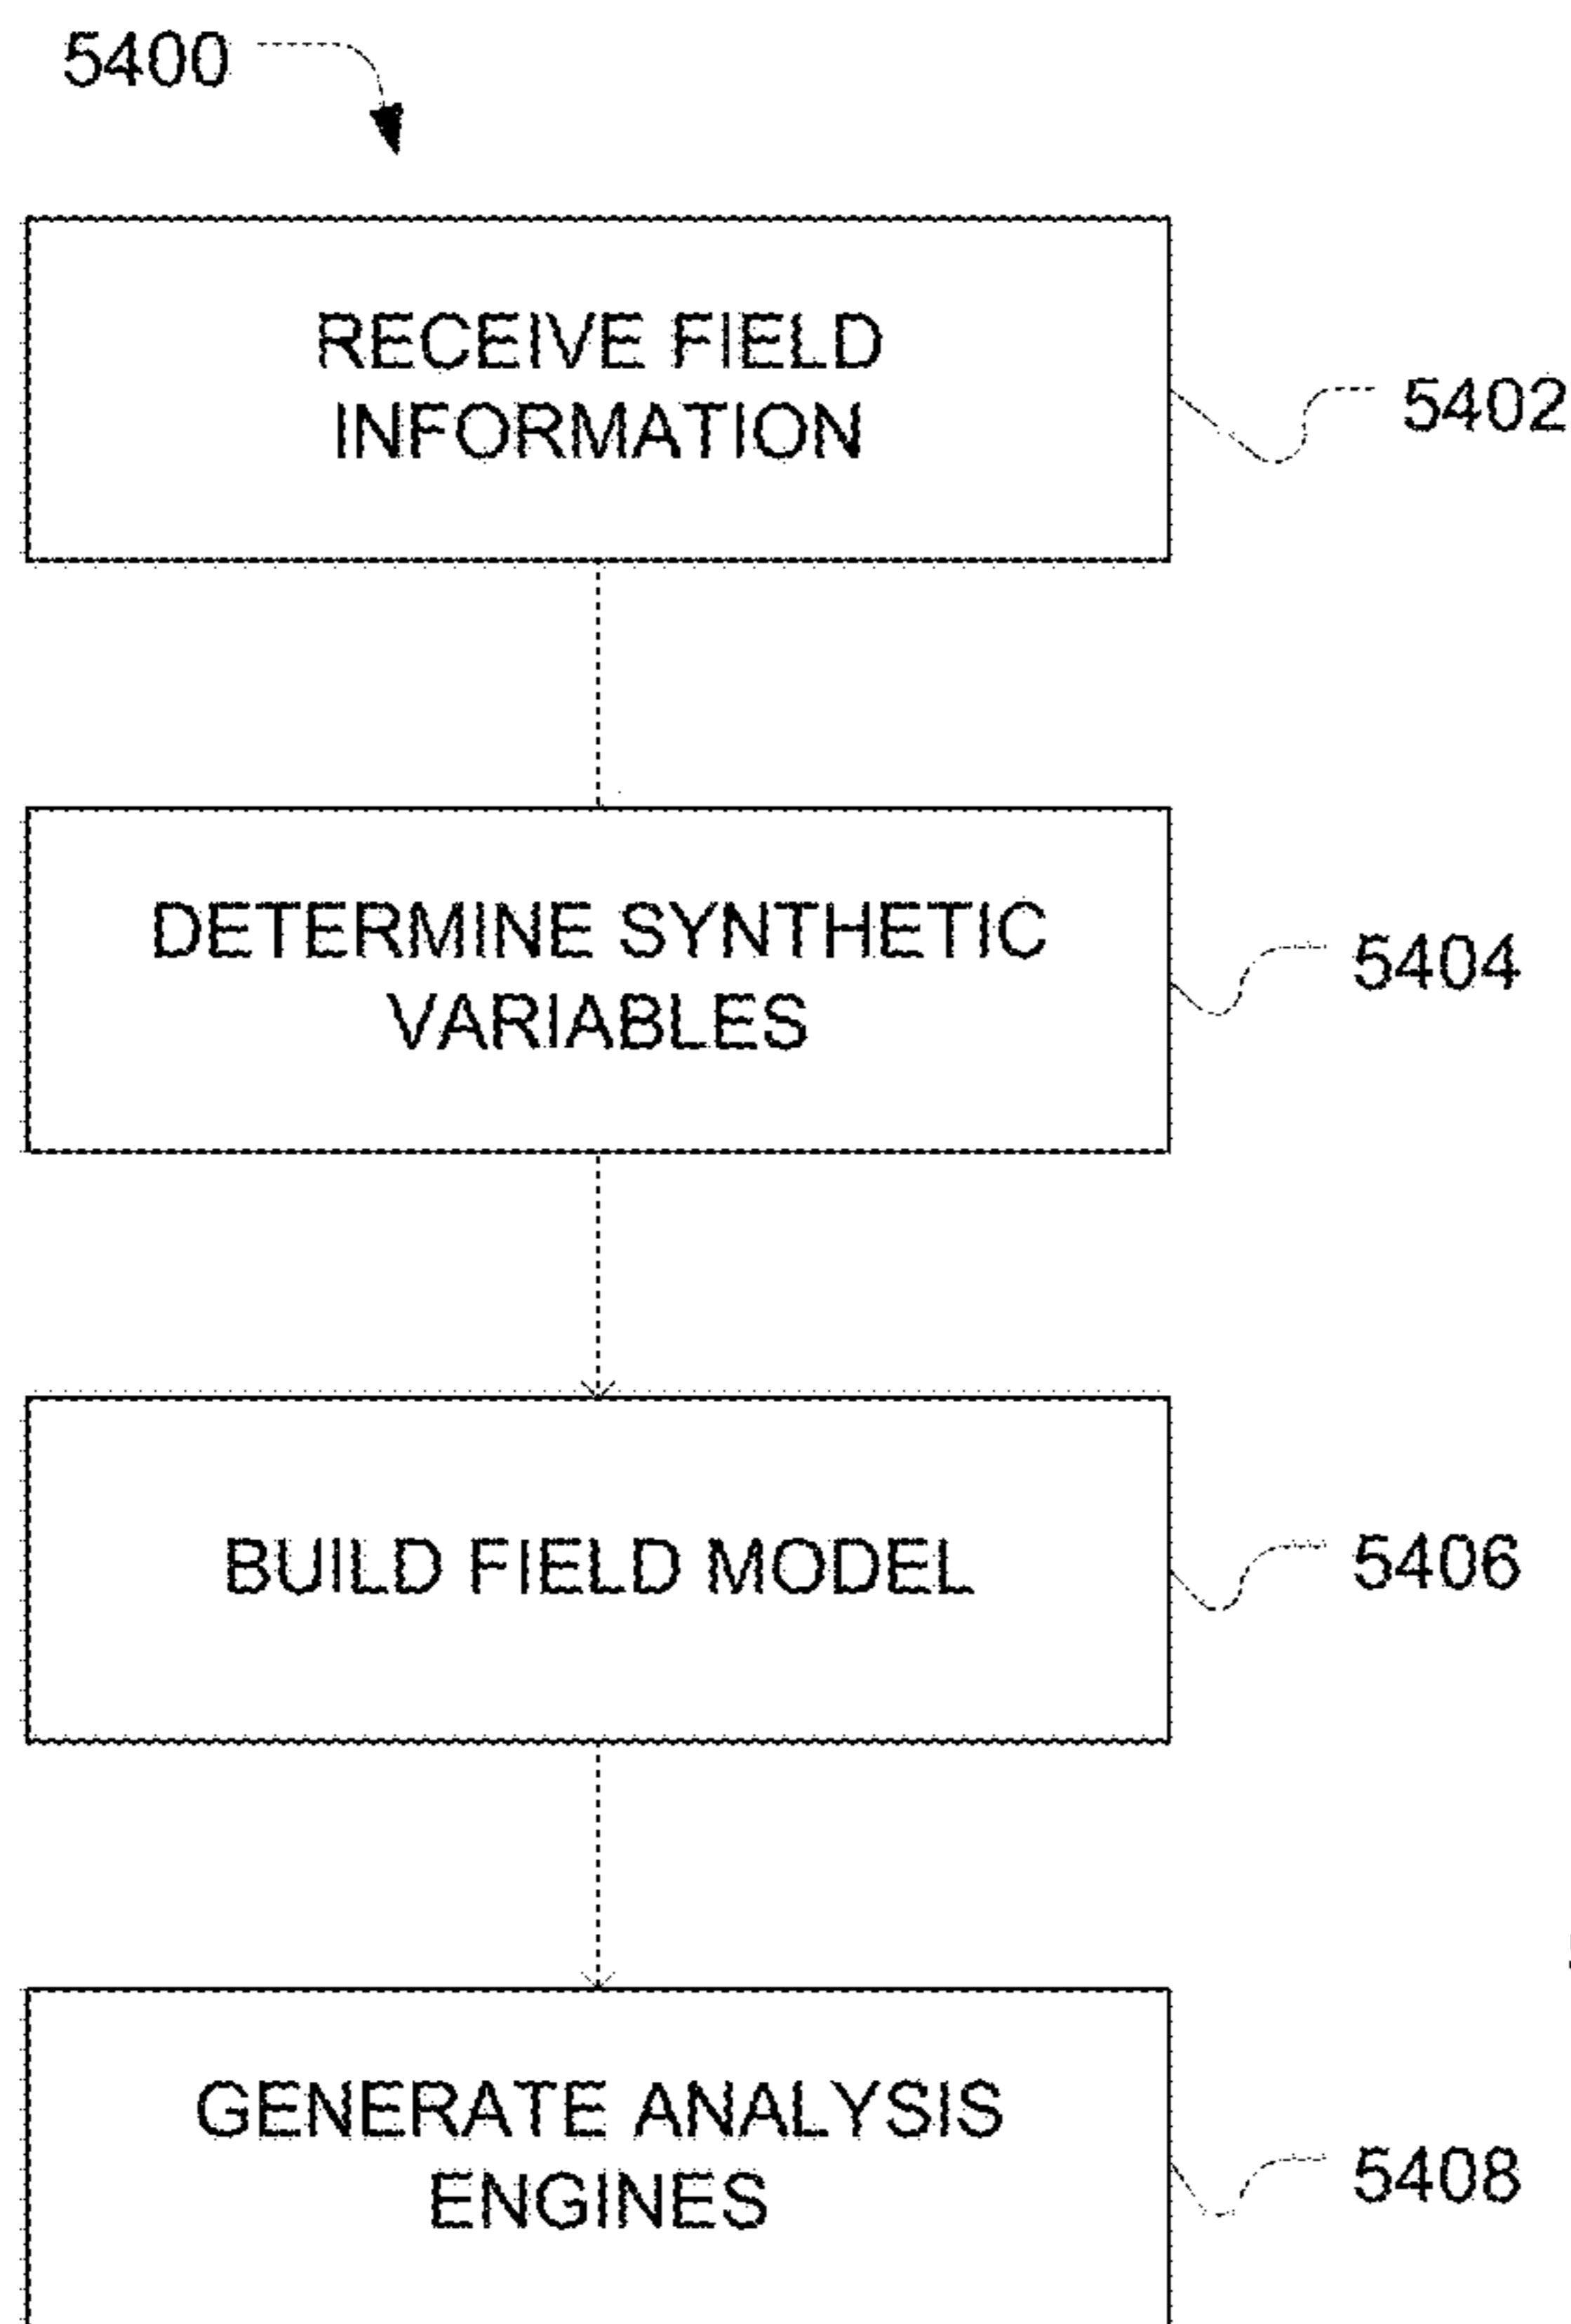 5400
RECEIVE FIELD
INFORMATION
5402
DETERMINE SYNTHETIC
VARIABLES
5404
BUILD FIELD MODEL
5406
GENERATE ANALYSIS
ENGINES
5408